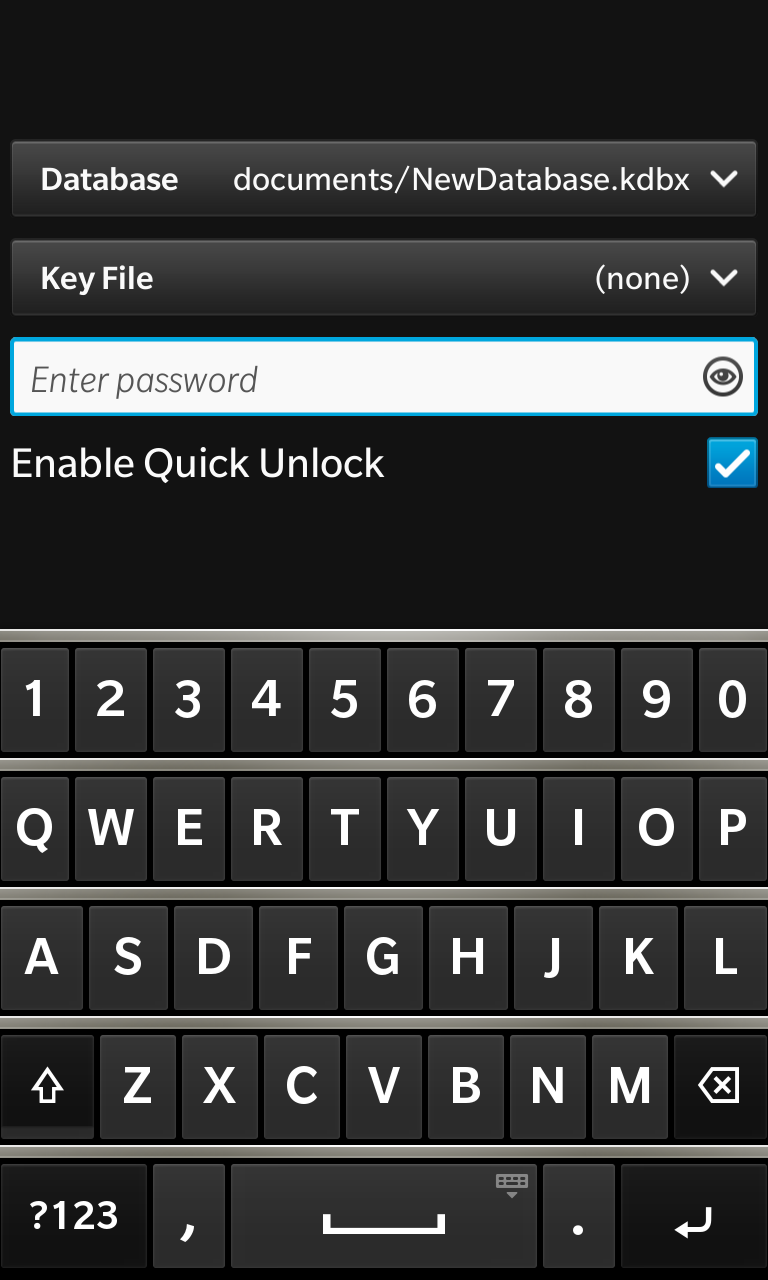 Database documents/NewDatabase.kdbx
Key File (none)
Enter password
Enable Quick Unlock
1 2 3 4 5 6 7 8 9 0
Q W E R T Y U I O P
A S D F G H J K L
Z X C V B N M
?123 , .